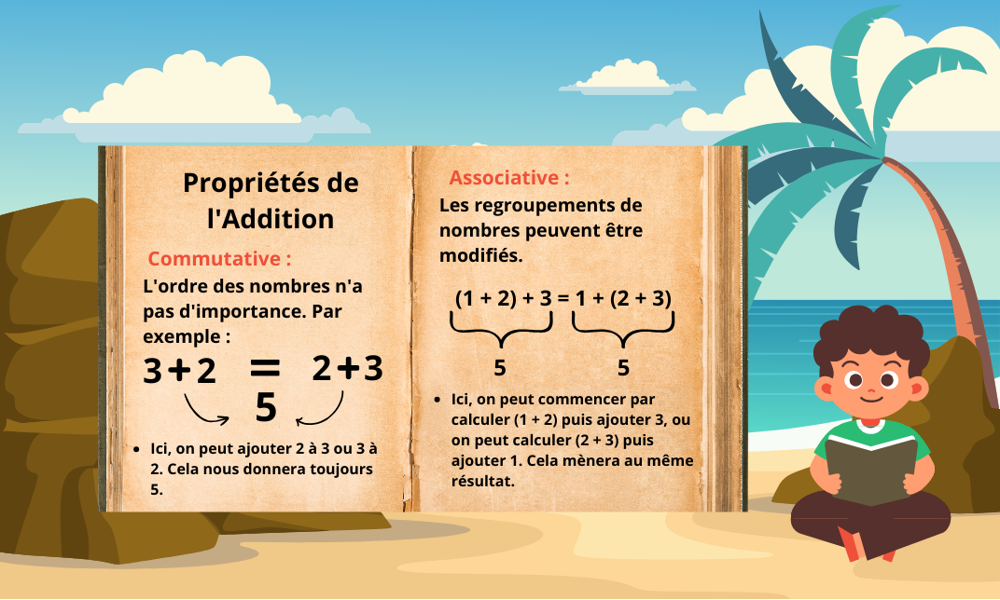 Propriétés de
l'Addition
Commutative :
L'ordre des nombres n'a
pas d'importance. Par
exemple :
3+2 = 2+3
5
• Ici, on peut ajouter 2 à 3 ou 3 à
2. Cela nous donnera toujours
5.
Associative :
Les regroupements de
nombres peuvent être
modifiés.
(1 + 2) + 3 = 1 + (2 + 3)
5 5
• Ici, on peut commencer par
calculer (1 + 2) puis ajouter 3, ou
on peut calculer (2 + 3) puis
ajouter 1. Cela mènera au même
résultat.